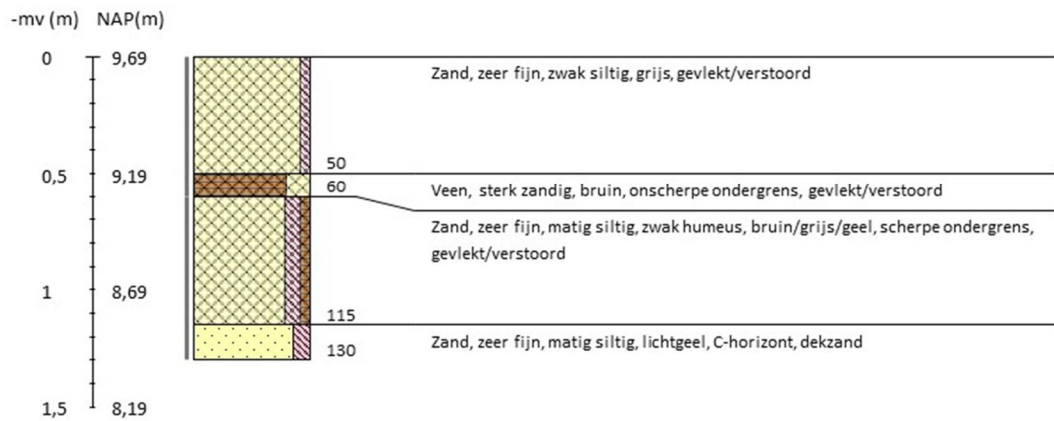 -mv (m) NAP(m)
0 9,69
Zand, zeer fijn, zwak siltig, grijs, gevlekt/verstoord
50
0,5 9,19
60
Veen, sterk zandig, bruin, onscherpe ondergrens, gevlekt/verstoord
Zand, zeer fijn, matig siltig, zwak humeus, bruin/grijs/geel, scherpe ondergrens,
gevlekt/verstoord
1 8,69
115
Zand, zeer fijn, matig siltig, lichtgeel, C-horizont, dekzand
130
1,5 8,19